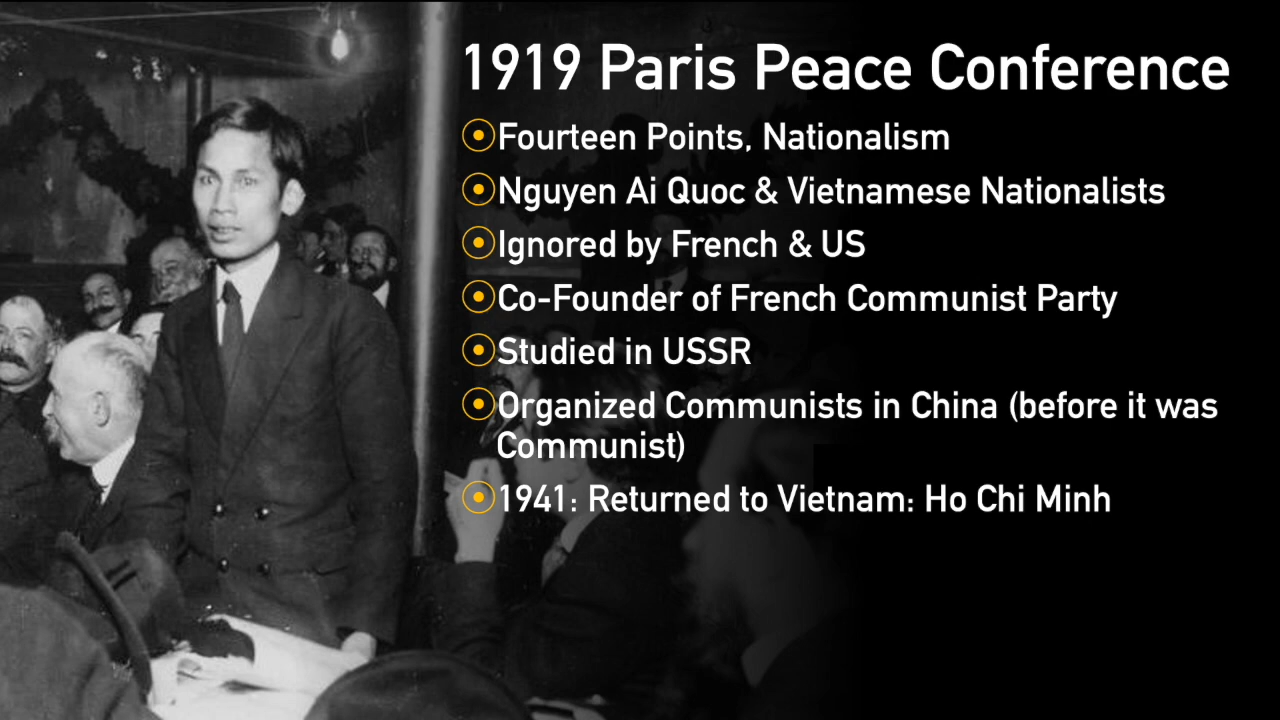 1919 Paris Peace Conference
Fourteen Points, Nationalism
Nguyen Ai Quoc & Vietnamese Nationalists
Ignored by French & US
Co-Founder of French Communist Party
Studied in USSR
Organized Communists in China (before it was
Communist)
1941: Returned to Vietnam: Ho Chi Minh